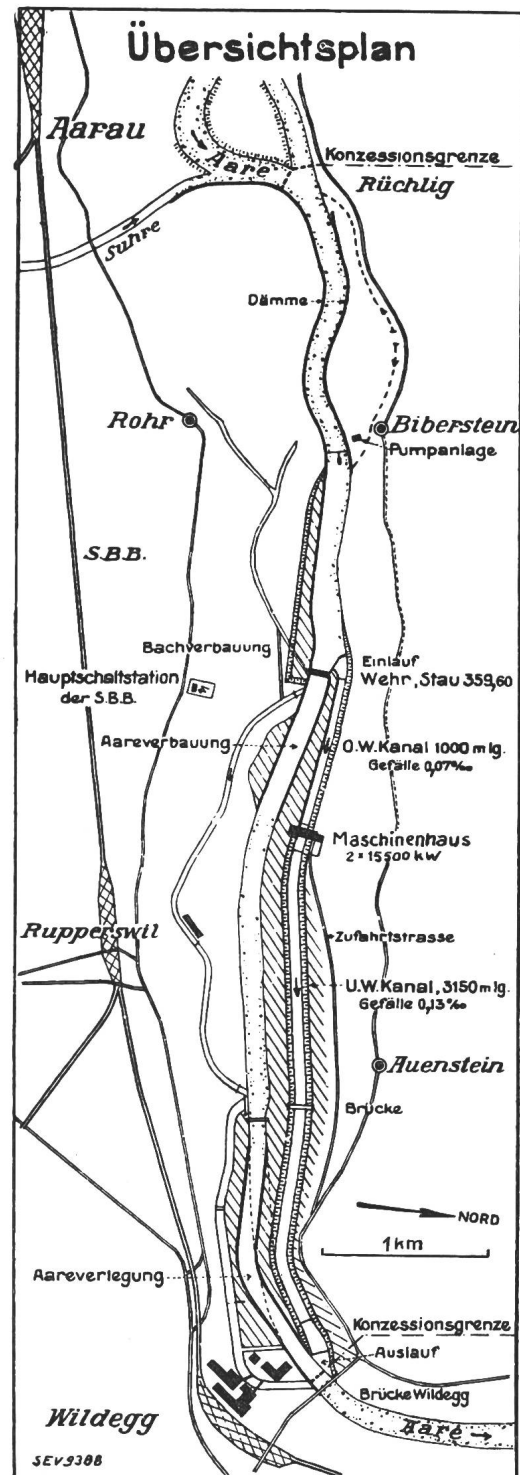 Übersichtsplan
Aarau
Aare
Konzessionsgrenze
Rüchlig
Suhre
Dämme
Rohr
Biberstein
Pumpanlage
S.B.B.
Bachverbauung
Einlauf
Wehr, Stau 359,60
Hauptschaltstation
der S.B.B.
Aareverbauung
O.W. Kanal 1000 m lg.
Gefälle 0,07‰
Maschinenhaus
2 × 15500 kW
Rupperswil
Zufahrtstrasse
U.W. Kanal, 3150 m lg.
Gefälle 0,13‰
Auenstein
Brücke
NORD
1 km
Aareverlegung
Konzessionsgrenze
Auslauf
Brücke Wildegg
Wildegg
Aare
SEV 9388